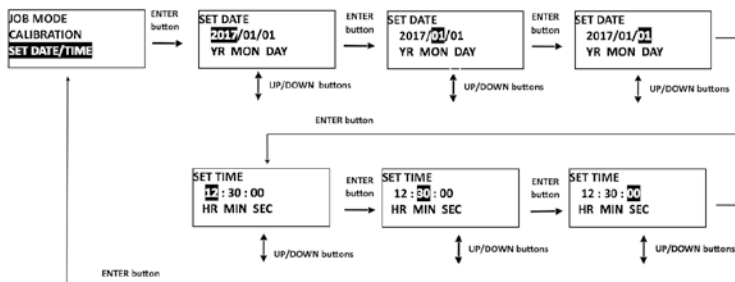 JOB MODE
CALIBRATION
SET DATE/TIME
ENTER
button
SET DATE
2017/01/01
YR MON DAY
UP/DOWN buttons
ENTER
button
SET DATE
2017/01/01
YR MON DAY
UP/DOWN buttons
ENTER
button
SET DATE
2017/01/01
YR MON DAY
UP/DOWN buttons
ENTER button
SET TIME
12 : 30 : 00
HR MIN SEC
UP/DOWN buttons
ENTER
button
SET TIME
12 : 30 : 00
HR MIN SEC
UP/DOWN buttons
ENTER
button
SET TIME
12 : 30 : 00
HR MIN SEC
UP/DOWN buttons
ENTER button